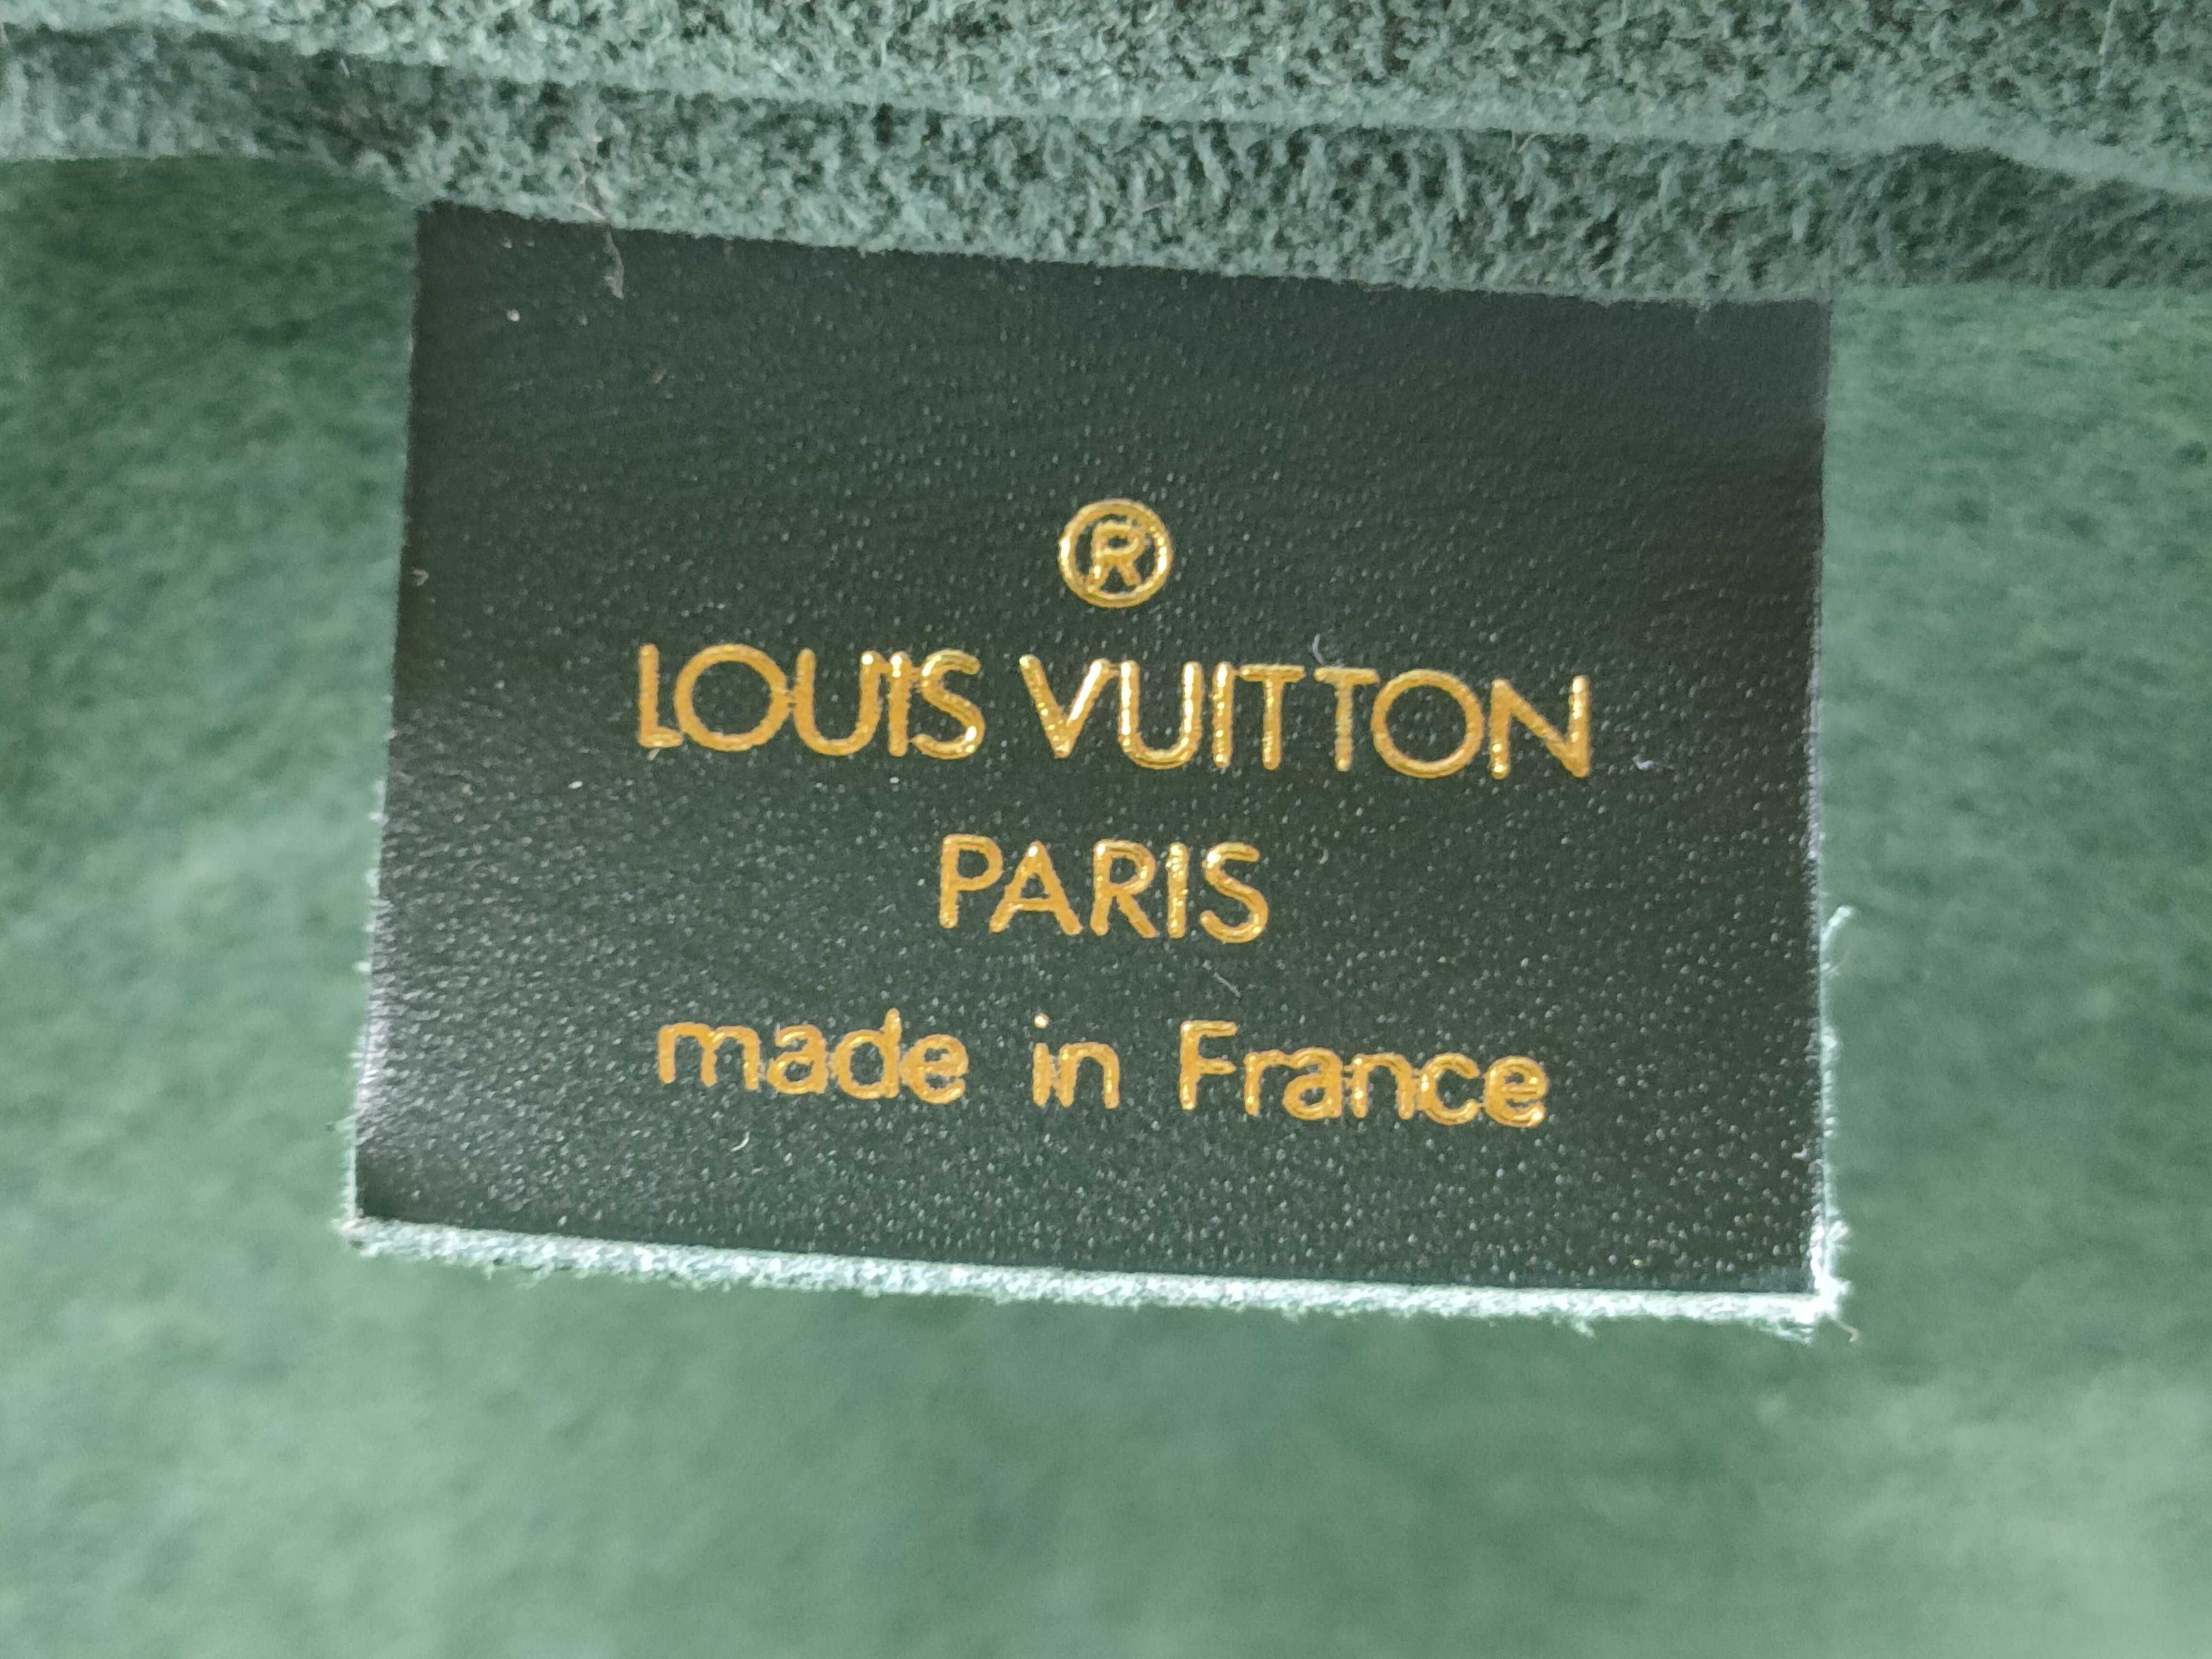 ®
LOUIS VUITTON
PARIS
made in France